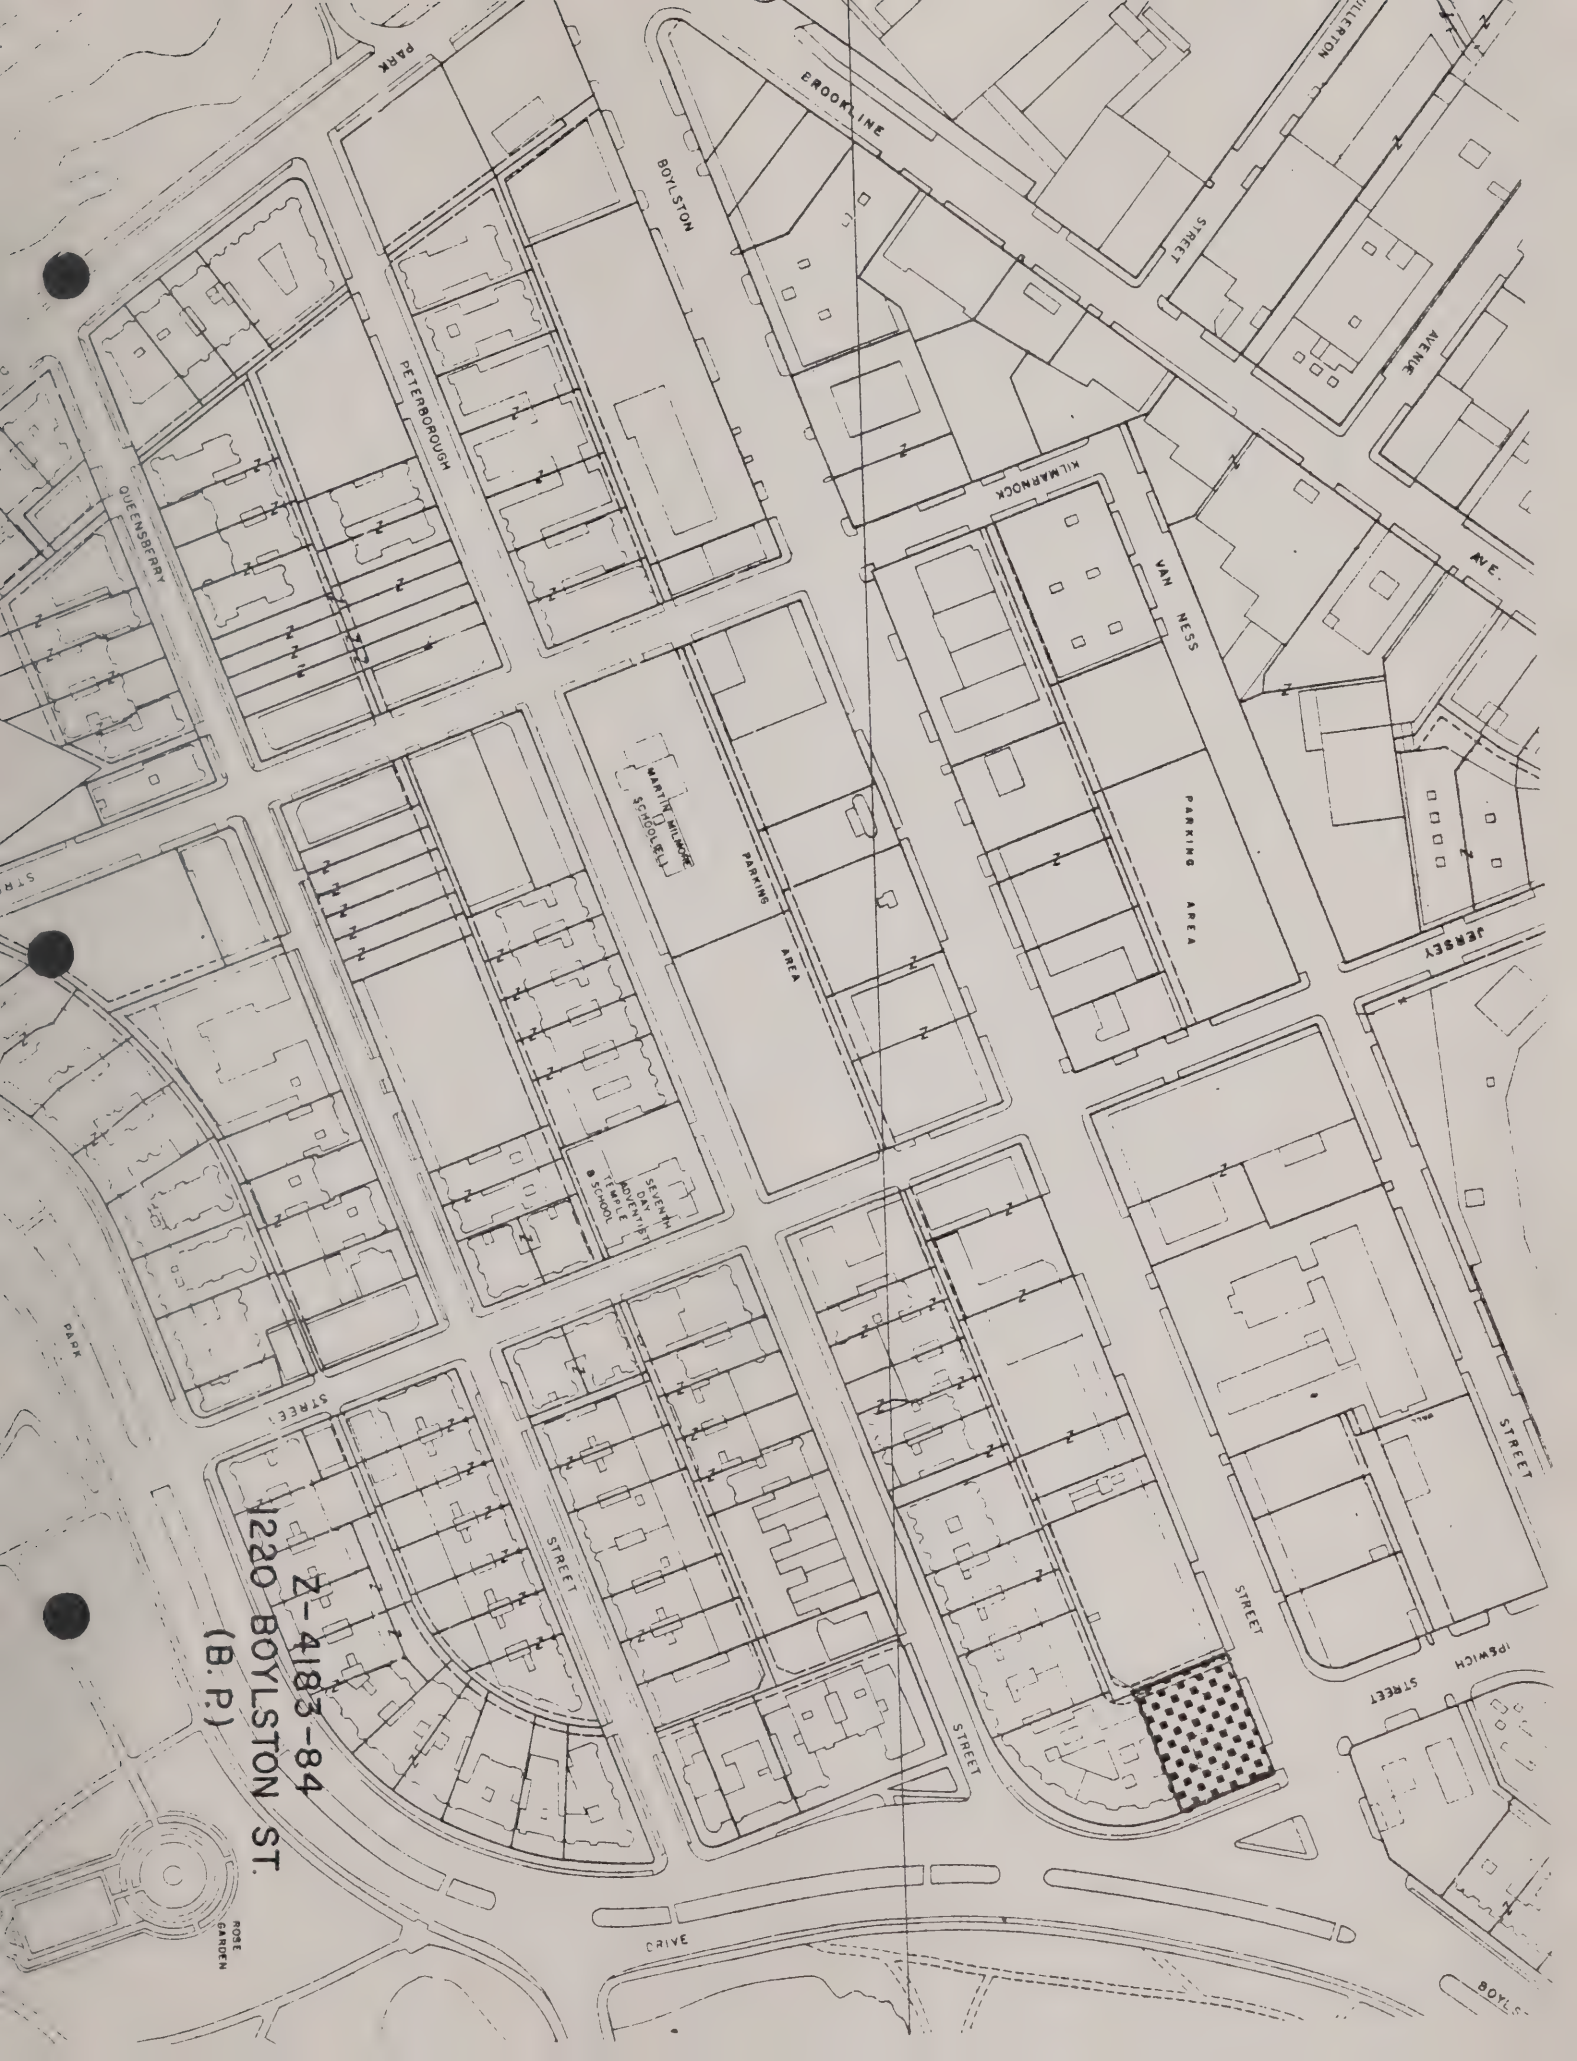 PARK
BROOKLINE
FULLERTON
BOYLSTON
STREET
AVENUE
PETERBOROUGH
KILMARNOCK
AVE.
QUEENSBERRY
VAN NESS
MARTIN MILMORE
SCHOOL (EL.)
PARKING AREA
PARKING AREA
JERSEY
SEVENTH
DAY
ADVENTIST
TEMPLE
& SCHOOL
PARK
STREET
WALL
STREET
STREET
STREET
IPSWICH
STREET
STREET
Z-4183-84
1220 BOYLSTON ST.
(B. P.)
ROSE
GARDEN
DRIVE